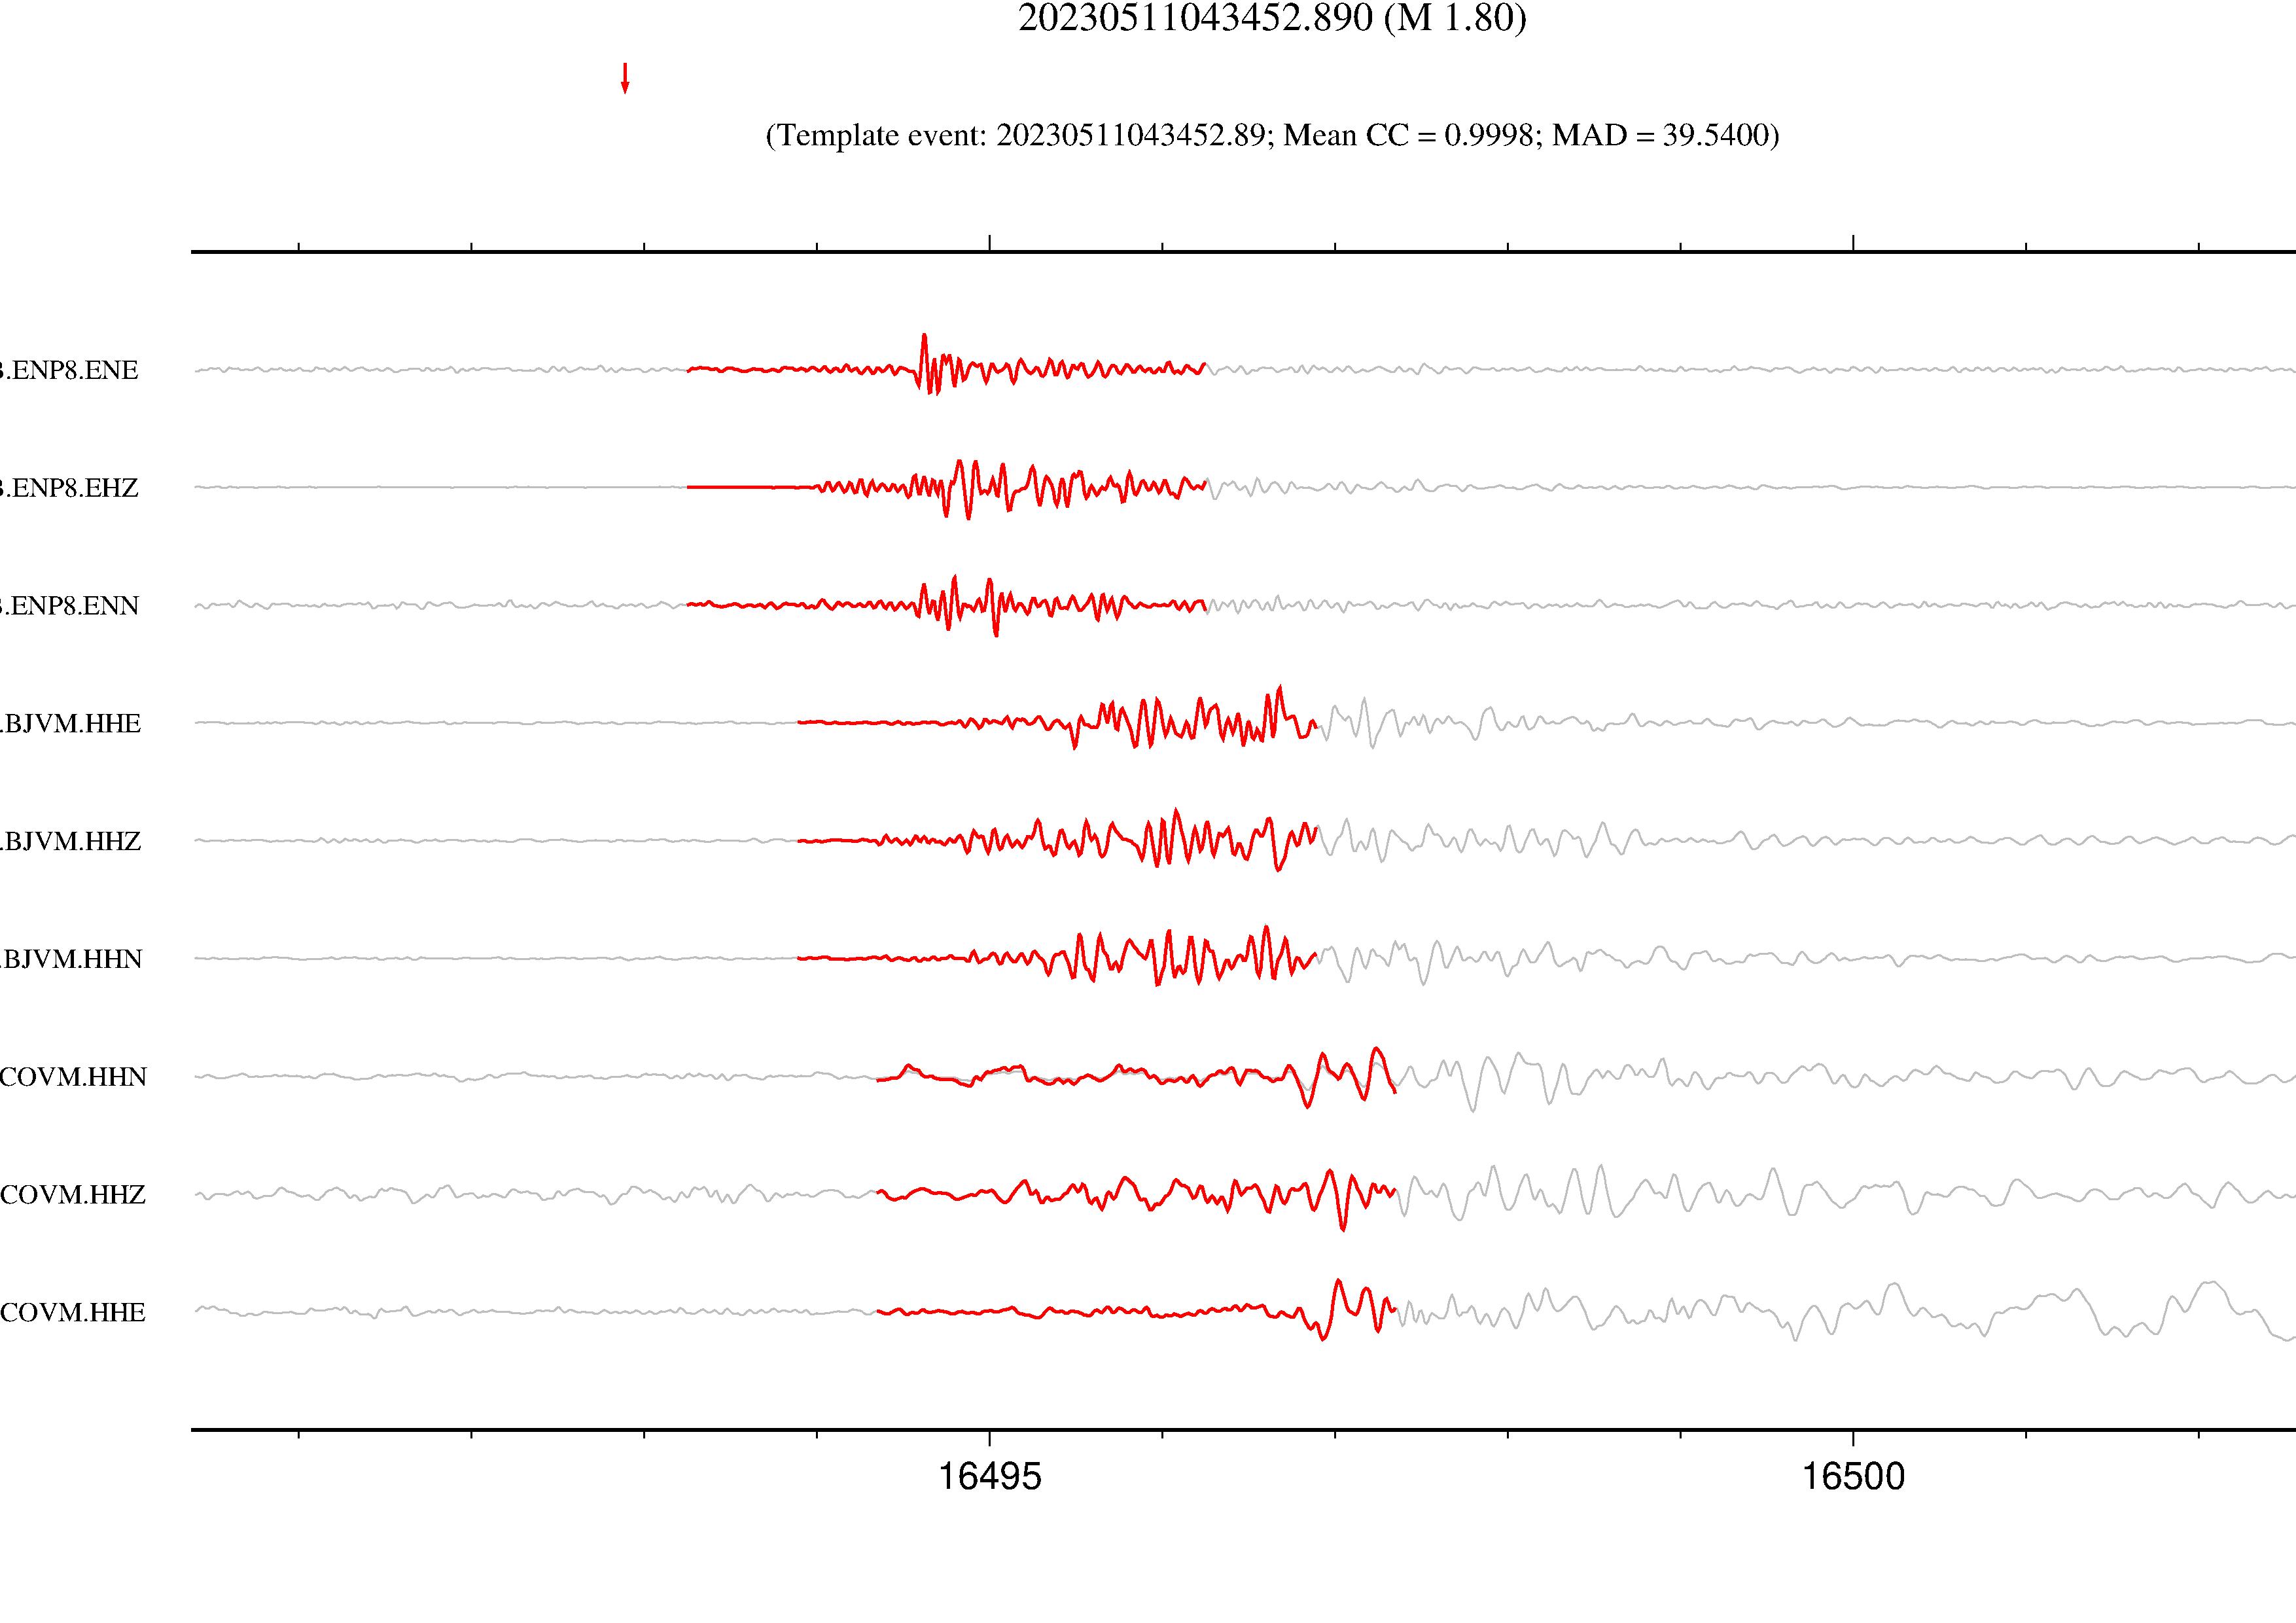 20230511043452.890 (M 1.80)
(Template event: 20230511043452.89; Mean CC = 0.9998; MAD = 39.5400)
.ENP8.ENE
.ENP8.EHZ
.ENP8.ENN
.BJVM.HHE
.BJVM.HHZ
.BJVM.HHN
COVM.HHN
COVM.HHZ
COVM.HHE
16495 16500